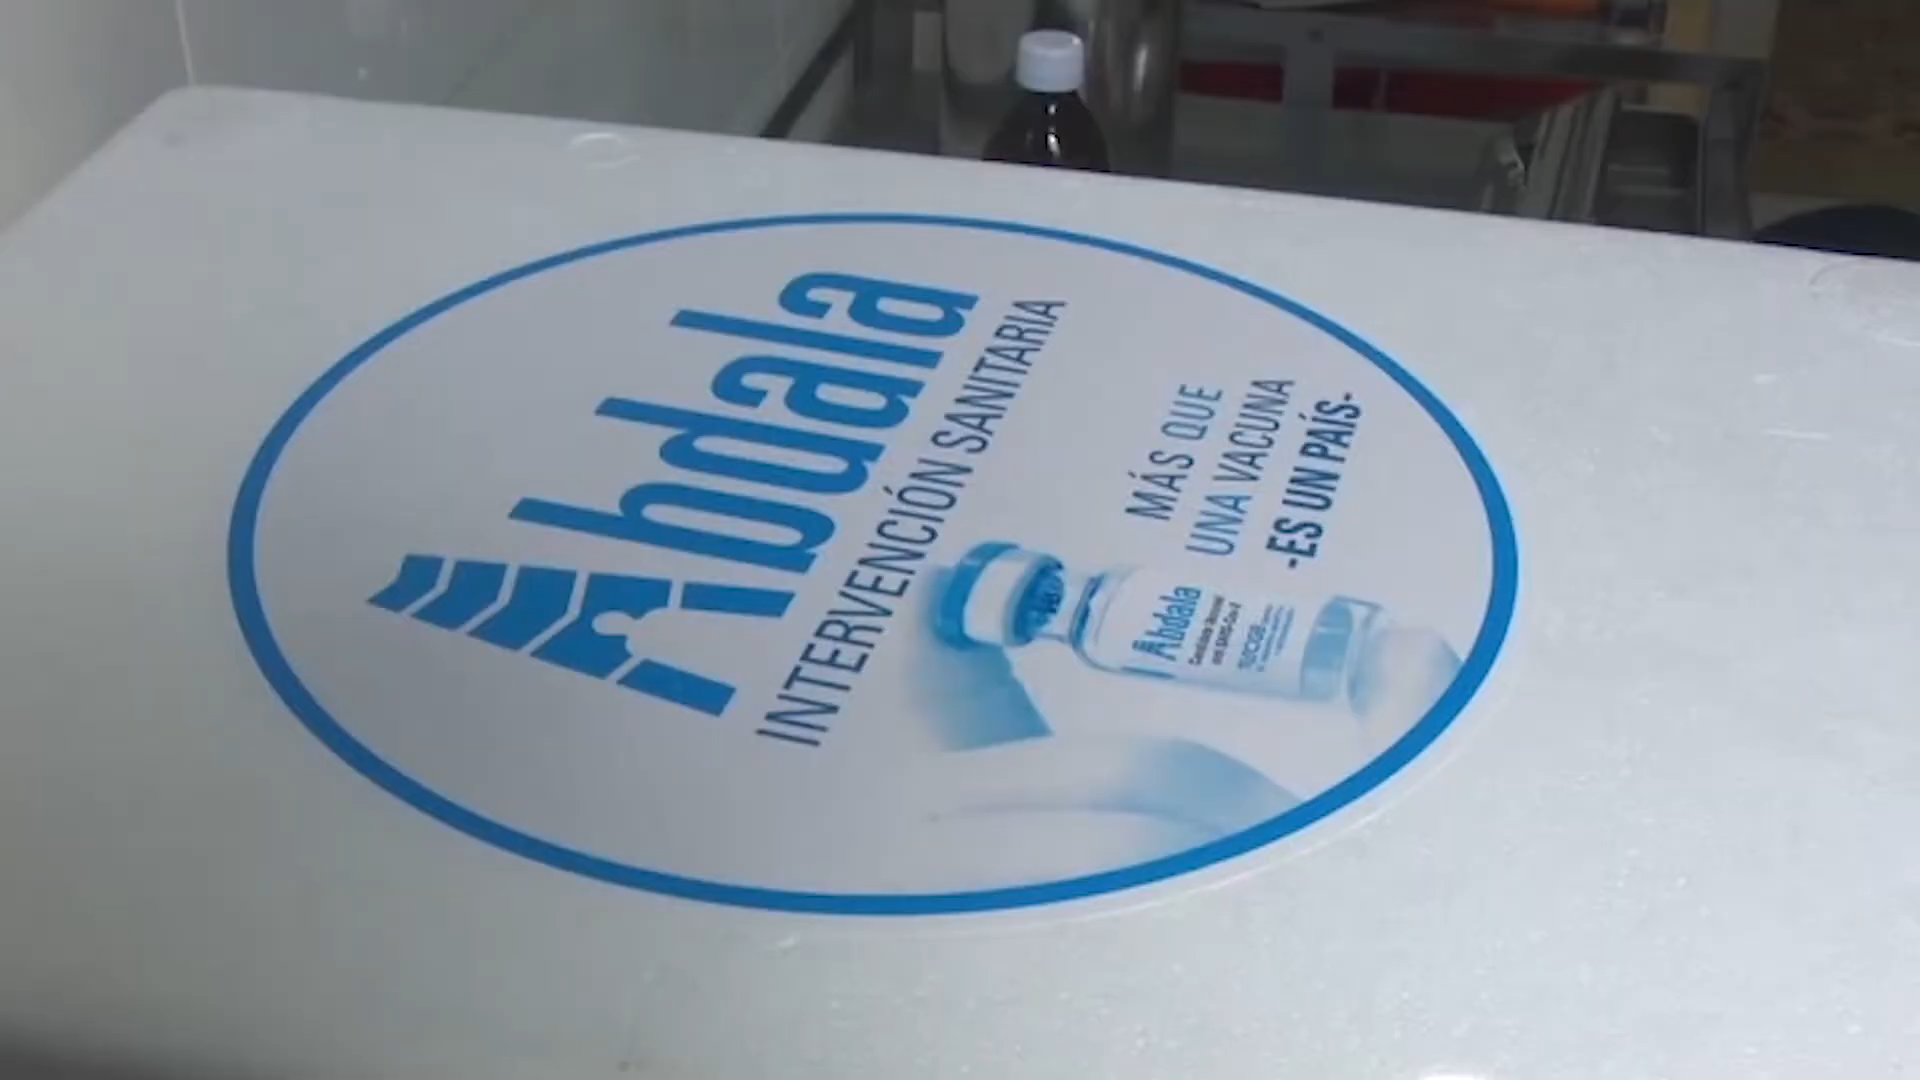 Abdala
INTERVENCIÓN SANITARIA
MÁS QUE
UNA VACUNA
-ES UN PAÍS-
Abdala